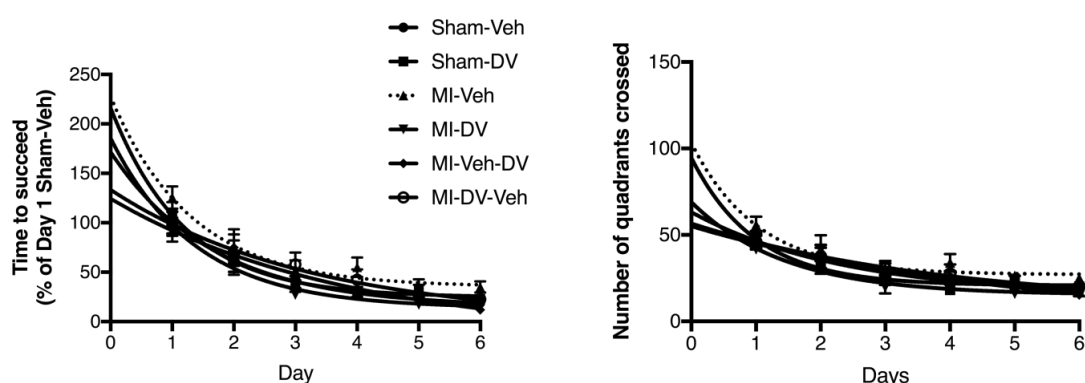 Time to succeed
(% of Day 1 Sham-Veh)
250
200
150
100
50
0
0 1 2 3 4 5 6
Day
Sham-Veh
Sham-DV
MI-Veh
MI-DV
MI-Veh-DV
MI-DV-Veh
Number of quadrants crossed
150
100
50
0
0 1 2 3 4 5 6
Days